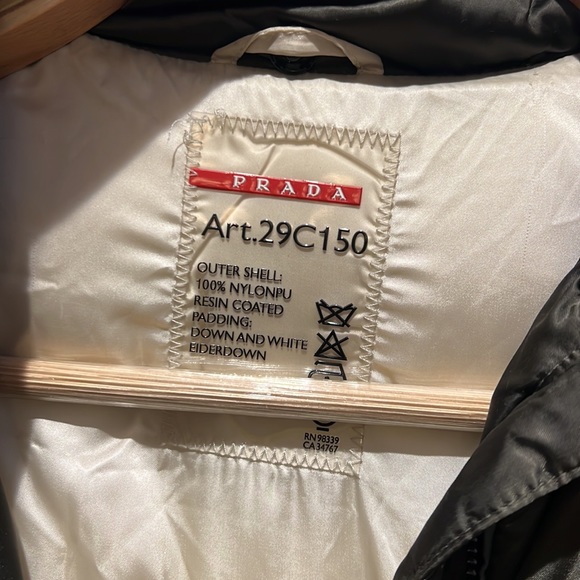 PRADA
Art.29C150
OUTER SHELL:
100% NYLONPU
RESIN COATED
PADDING:
DOWN AND WHITE
EIDERDOWN
RN 98339
CA 34767